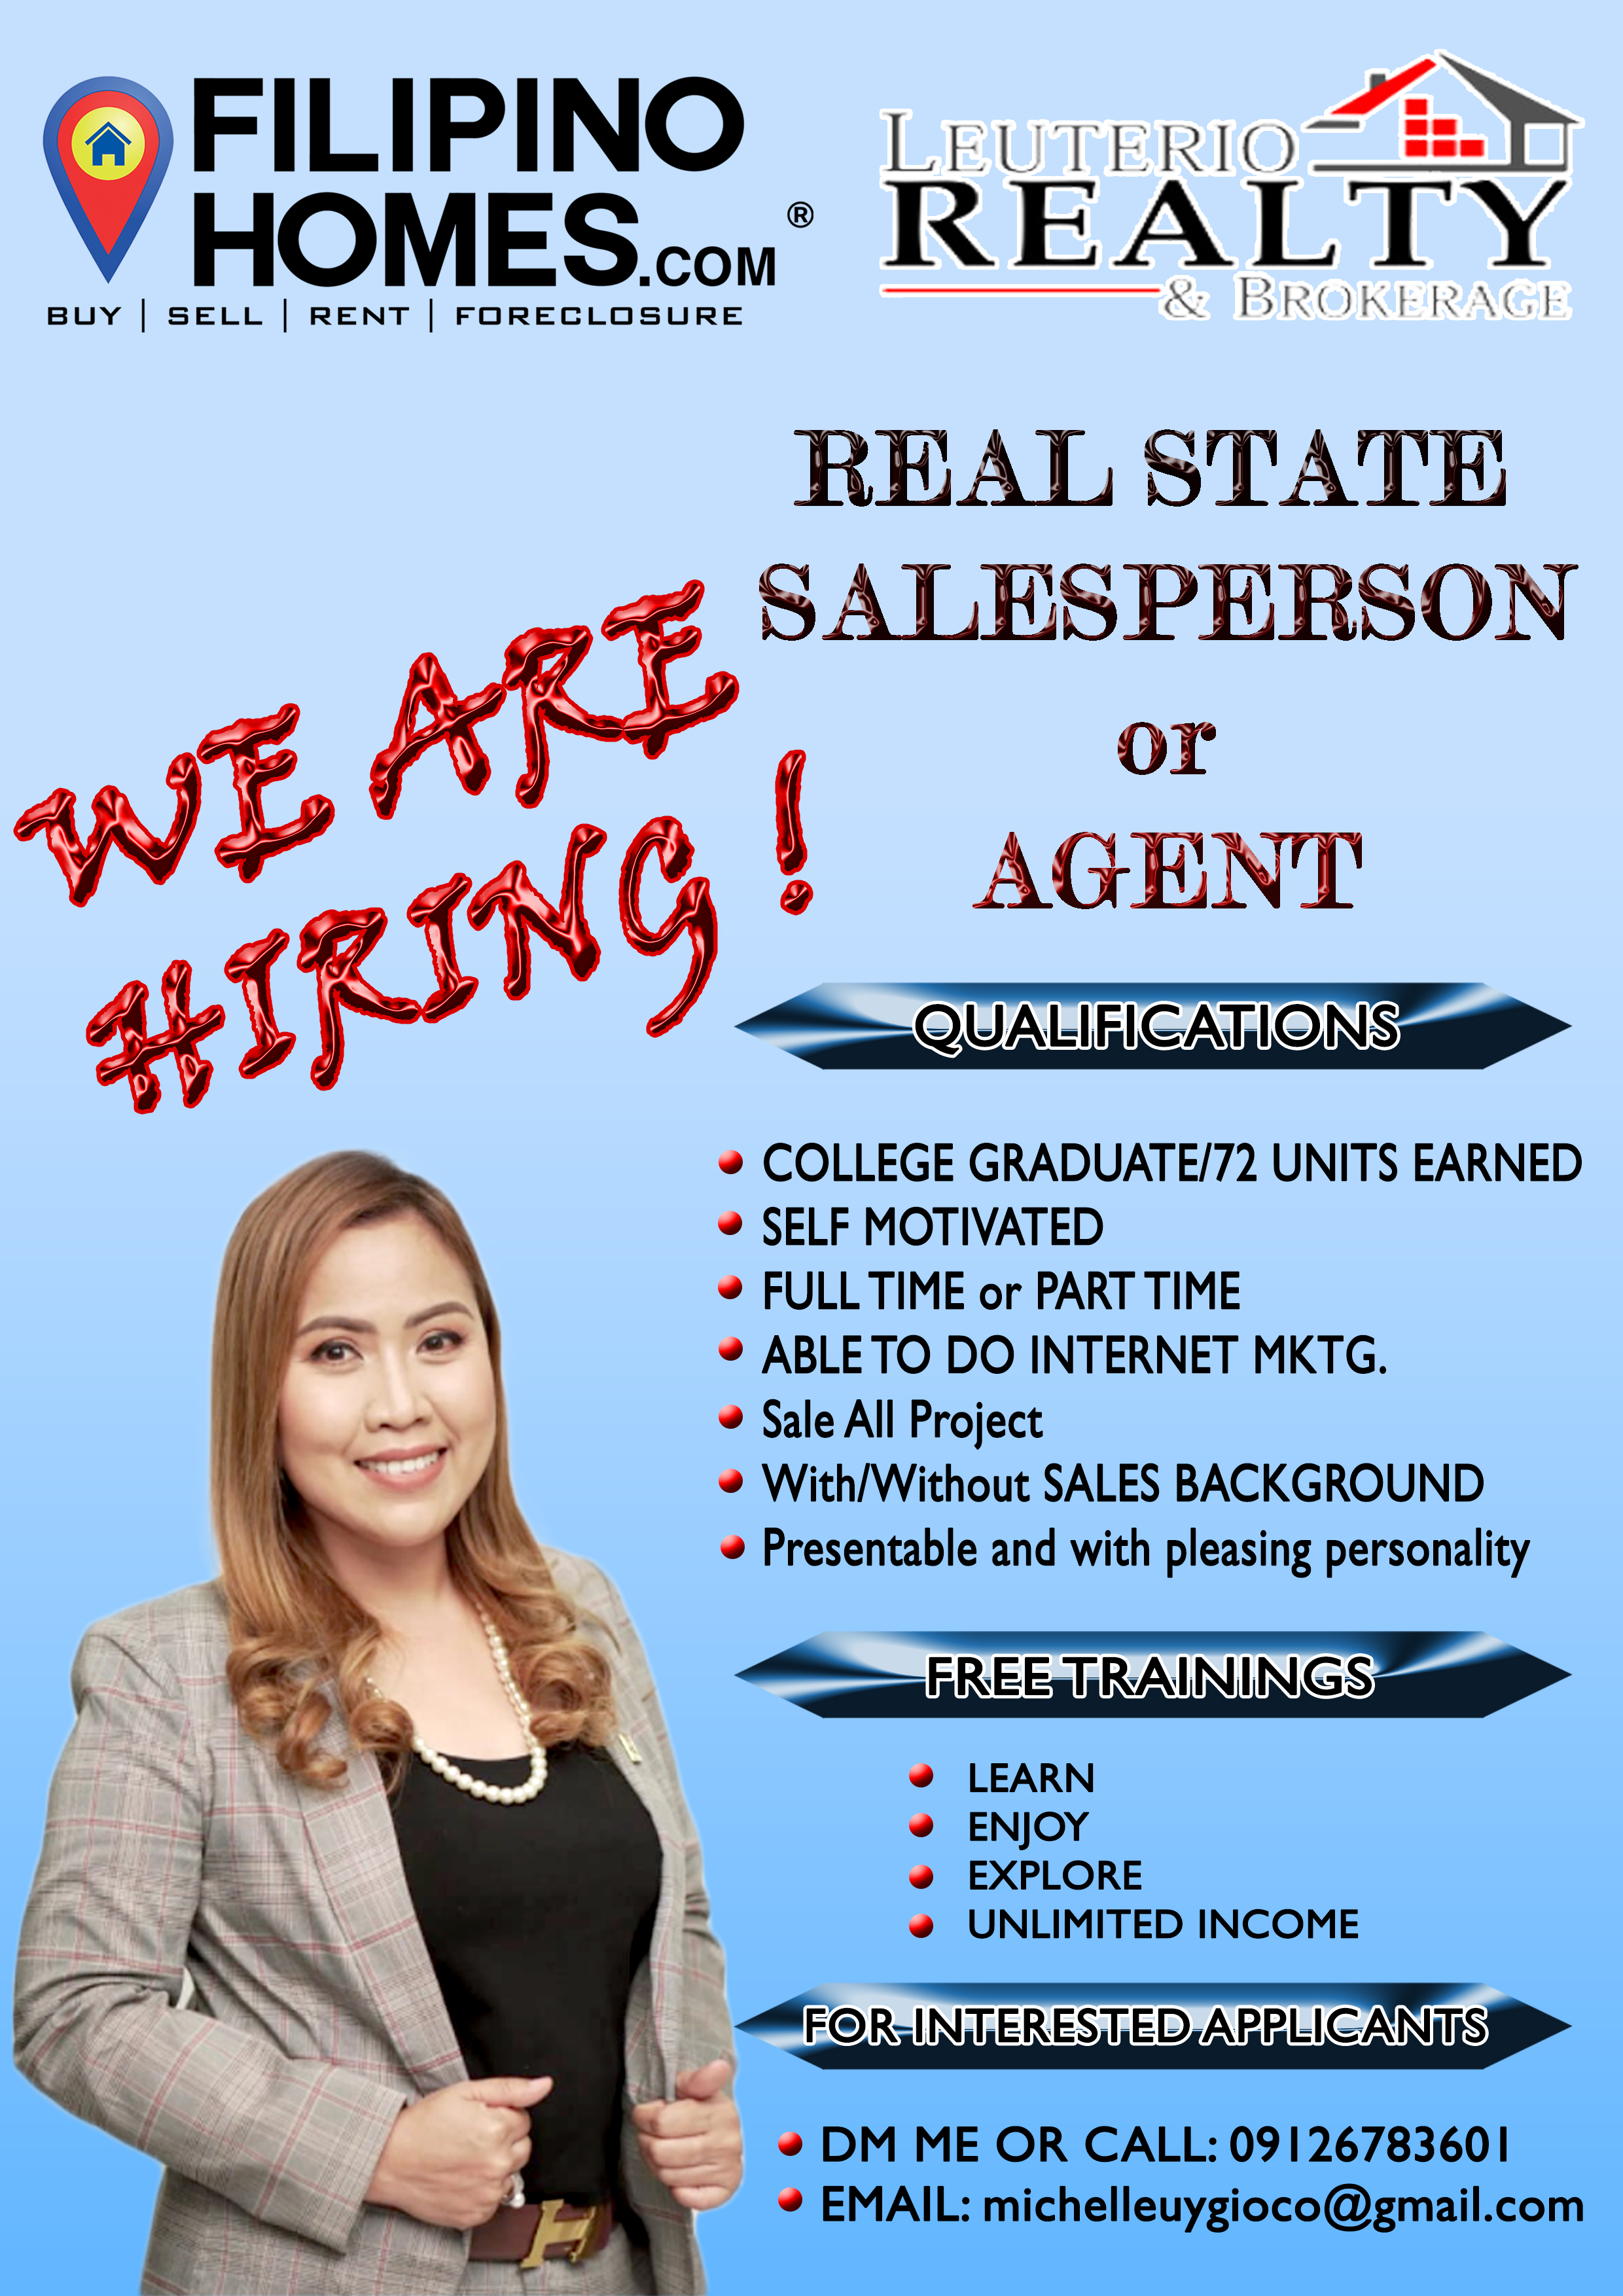 FILIPINO
HOMES.COM ®
BUY | SELL | RENT | FORECLOSURE
LEUTERIO
REALTY
& BROKERAGE
REAL STATE
SALESPERSON
or
AGENT
WE ARE
HIRING !
QUALIFICATIONS
COLLEGE GRADUATE/72 UNITS EARNED
SELF MOTIVATED
FULL TIME or PART TIME
ABLE TO DO INTERNET MKTG.
Sale All Project
With/Without SALES BACKGROUND
Presentable and with pleasing personality
FREE TRAININGS
LEARN
ENJOY
EXPLORE
UNLIMITED INCOME
FOR INTERESTED APPLICANTS
DM ME OR CALL: 09126783601
EMAIL: michelleuygioco@gmail.com